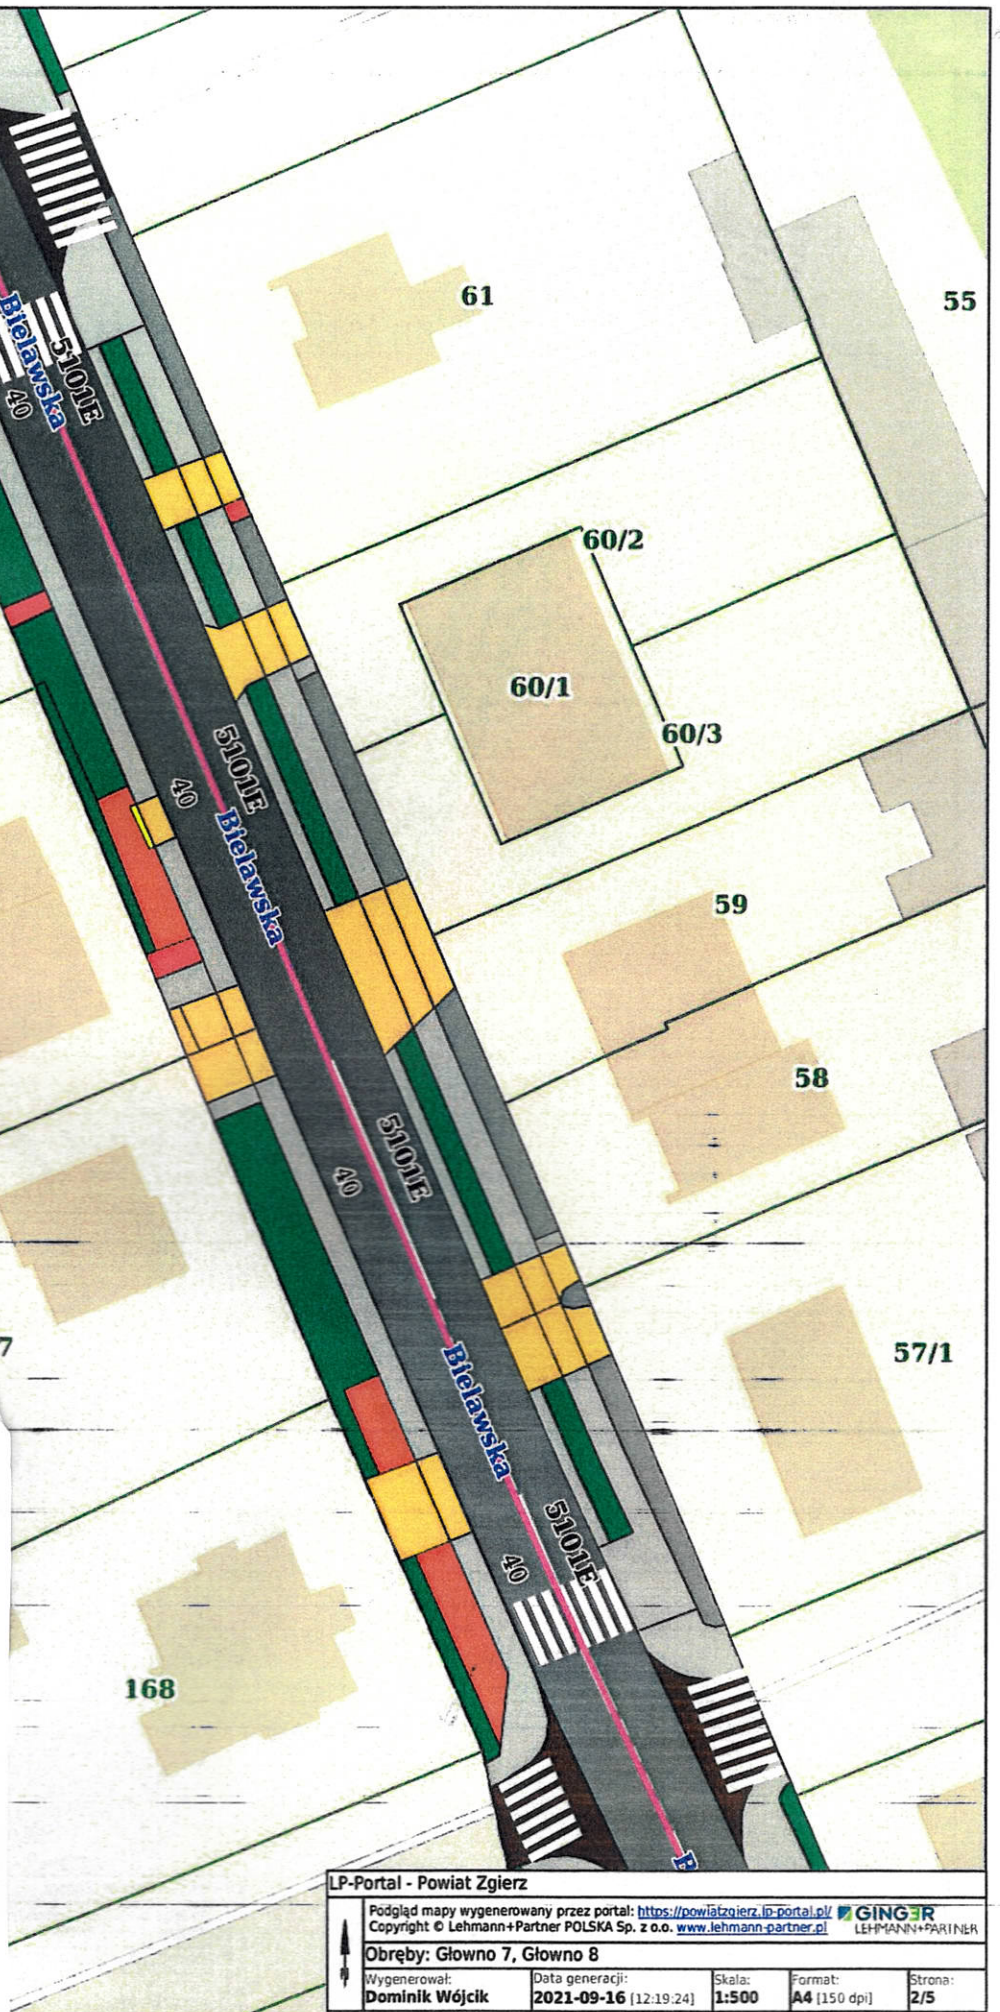 61
55
Bielawska
5101E
40
60/2
60/1
60/3
5101E
40
Bielawska
59
58
5101E
40
7
57/1
Bielawska
5101E
40
168
B
LP-Portal - Powiat Zgierz
Podgląd mapy wygenerowany przez portal: https://powiatzgierz.lp-portal.pl/
Copyright © Lehmann+Partner POLSKA Sp. z o.o. www.lehmann-partner.pl
GINGER
LEHMANN+PARTNER
N
Obręby: Głowno 7, Głowno 8
Wygenerował:
Dominik Wójcik
Data generacji:
2021-09-16 [12:19:24]
Skala:
1:500
Format:
A4 [150 dpi]
Strona:
2/5